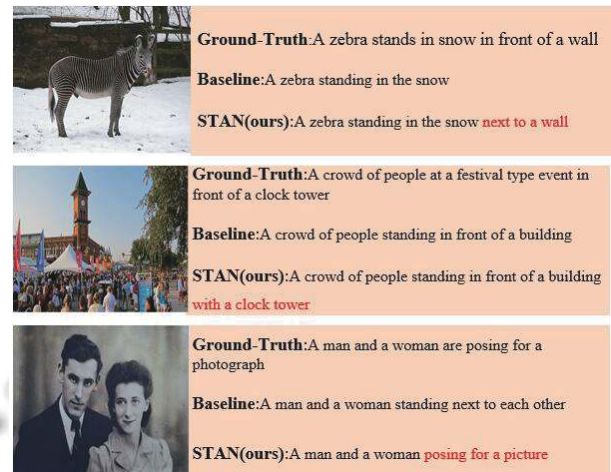 Ground-Truth:A zebra stands in snow in front of a wall
Baseline:A zebra standing in the snow
STAN(ours):A zebra standing in the snow next to a wall
Ground-Truth:A crowd of people at a festival type event in
front of a clock tower
Baseline:A crowd of people standing in front of a building
STAN(ours):A crowd of people standing in front of a building
with a clock tower
Ground-Truth:A man and a woman are posing for a
photograph
Baseline:A man and a woman standing next to each other
STAN(ours):A man and a woman posing for a picture